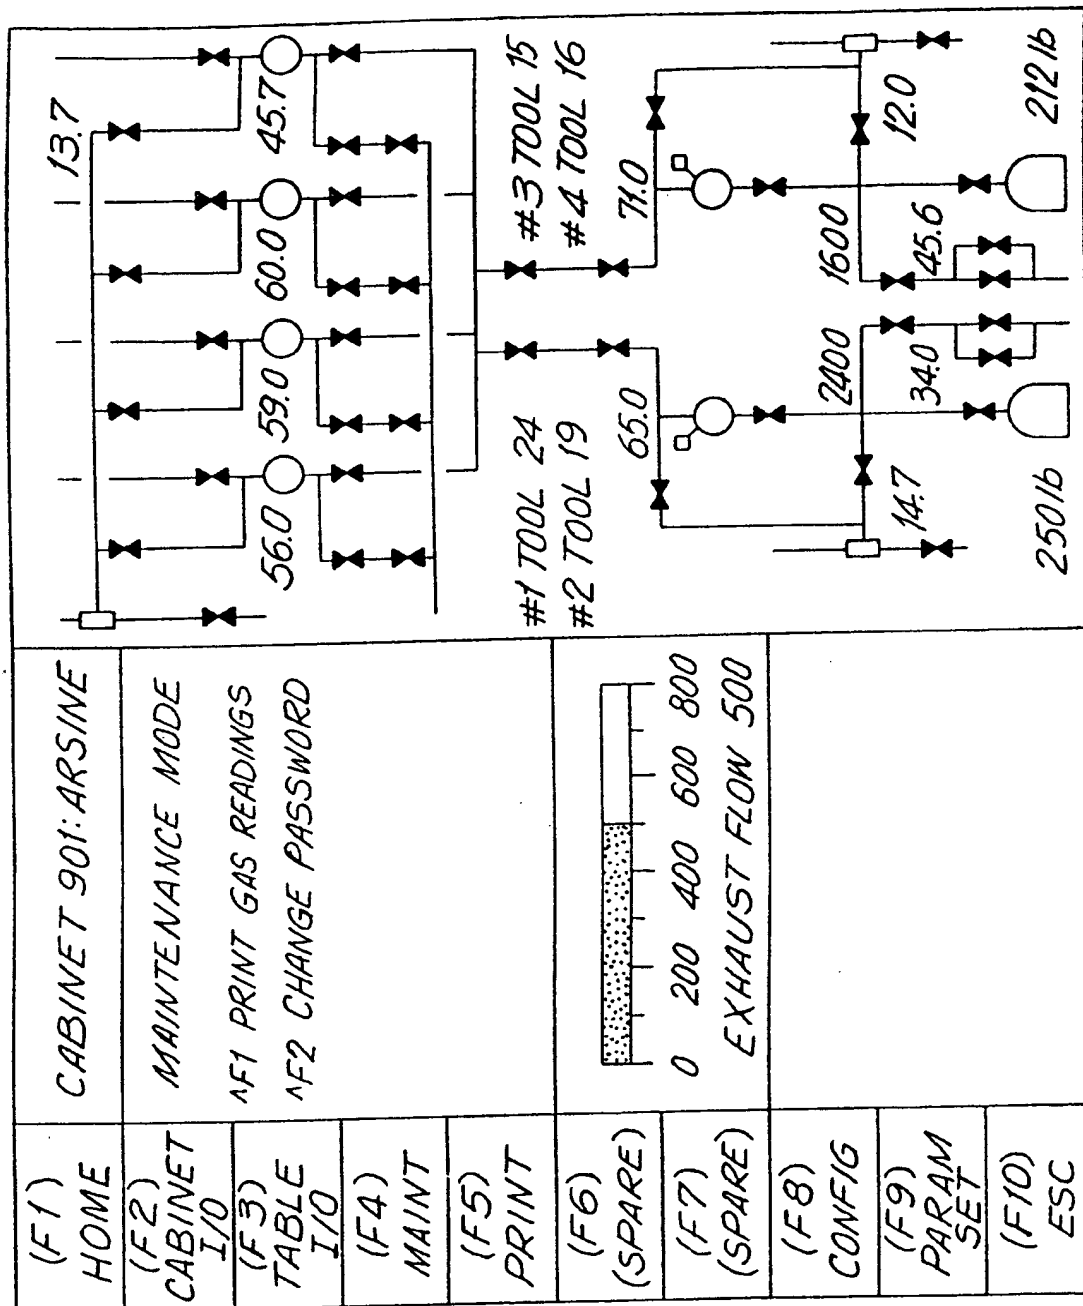 (F1)
HOME
(F2)
CABINET
I/O
(F3)
TABLE
I/O
(F4)
MAINT
(F5)
PRINT
(F6)
(SPARE)
(F7)
(SPARE)
(F8)
CONFIG
(F9)
PARAM
SET
(F10)
ESC
CABINET 901: ARSINE
MAINTENANCE MODE
^F1 PRINT GAS READINGS
^F2 CHANGE PASSWORD
0 200 400 600 800
EXHAUST FLOW 500
13.7
56.0 59.0 60.0 45.7
#1 TOOL 24 #3 TOOL 15
#2 TOOL 19 #4 TOOL 16
65.0 71.0
2400 1600
14.7 34.0 45.6 12.0
250 lb 212 lb